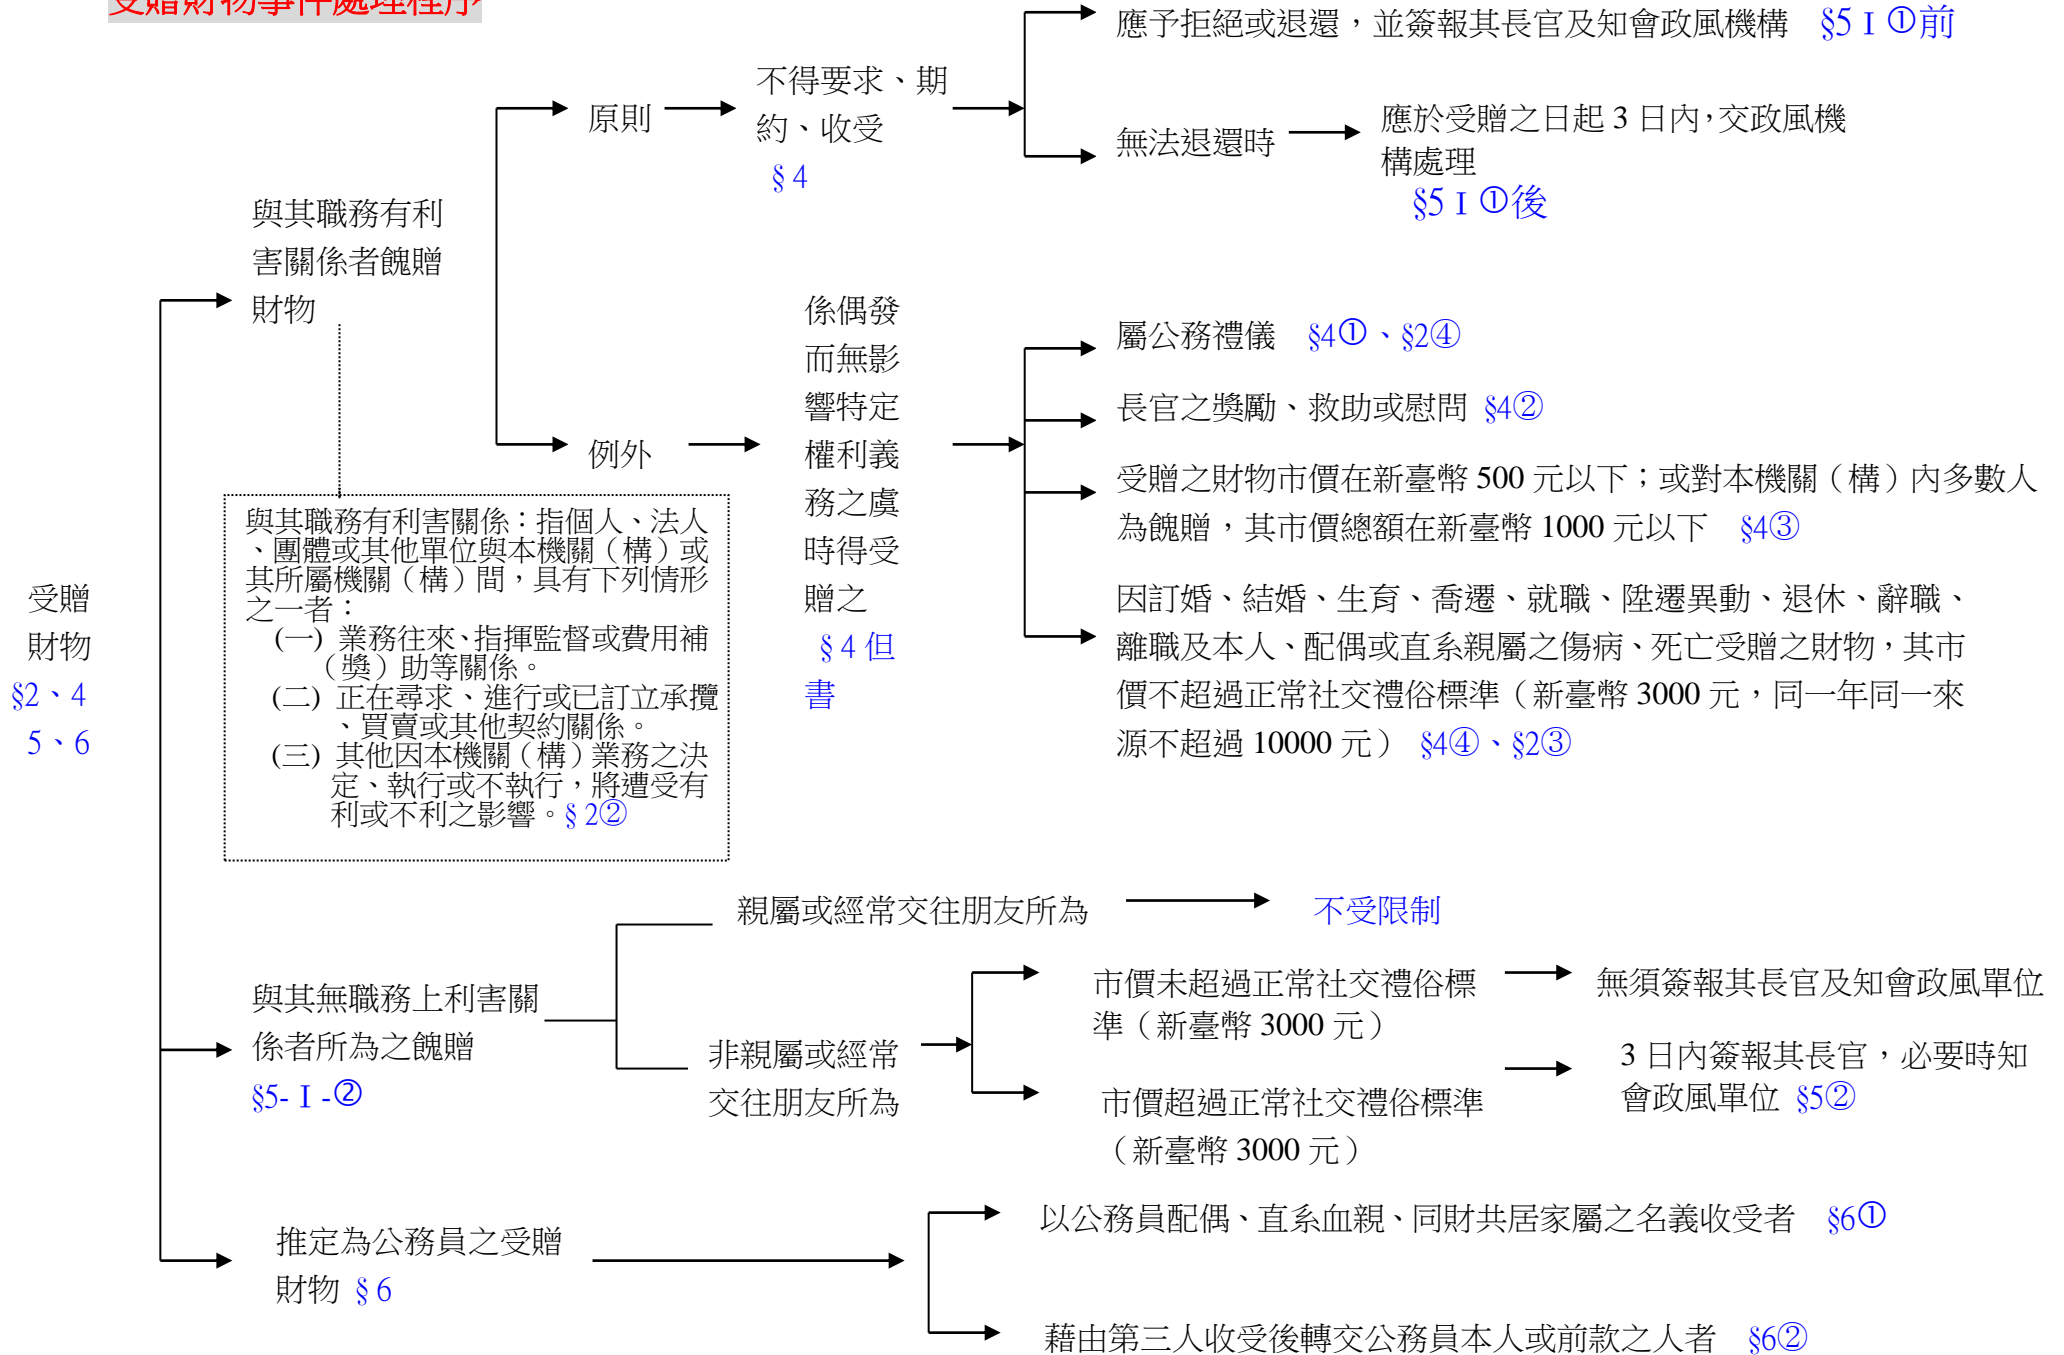 受贈財物事件處理程序
應予拒絕或退還，並簽報其長官及知會政風機構 §5 I ①前
原則
不得要求、期
約、收受
§4
無法退還時
應於受贈之日起 3 日內，交政風機
構處理
§5 I ①後
與其職務有利
害關係者餽贈
財物
例外
係偶發
而無影
響特定
權利義
務之虞
時得受
贈之
§4 但
書
屬公務禮儀 §4①、§2④
長官之獎勵、救助或慰問 §4②
受贈之財物市價在新臺幣 500 元以下；或對本機關（構）內多數人
為餽贈，其市價總額在新臺幣 1000 元以下 §4③
因訂婚、結婚、生育、喬遷、就職、陞遷異動、退休、辭職、
離職及本人、配偶或直系親屬之傷病、死亡受贈之財物，其市
價不超過正常社交禮俗標準（新臺幣 3000 元，同一年同一來
源不超過 10000 元） §4④、§2③
與其職務有利害關係：指個人、法人
、團體或其他單位與本機關（構）或
其所屬機關（構）間，具有下列情形
之一者：
(一) 業務往來、指揮監督或費用補
（獎）助等關係。
(二) 正在尋求、進行或已訂立承攬
、買賣或其他契約關係。
(三) 其他因本機關（構）業務之決
定、執行或不執行，將遭受有
利或不利之影響。§2②
受贈
財物
§2、4
5、6
與其無職務上利害關
係者所為之餽贈
§5- I -②
親屬或經常交往朋友所為
不受限制
非親屬或經常
交往朋友所為
市價未超過正常社交禮俗標
準（新臺幣 3000 元）
無須簽報其長官及知會政風單位
市價超過正常社交禮俗標準
（新臺幣 3000 元）
3 日內簽報其長官，必要時知
會政風單位 §5②
推定為公務員之受贈
財物 §6
以公務員配偶、直系血親、同財共居家屬之名義收受者 §6①
藉由第三人收受後轉交公務員本人或前款之人者 §6②